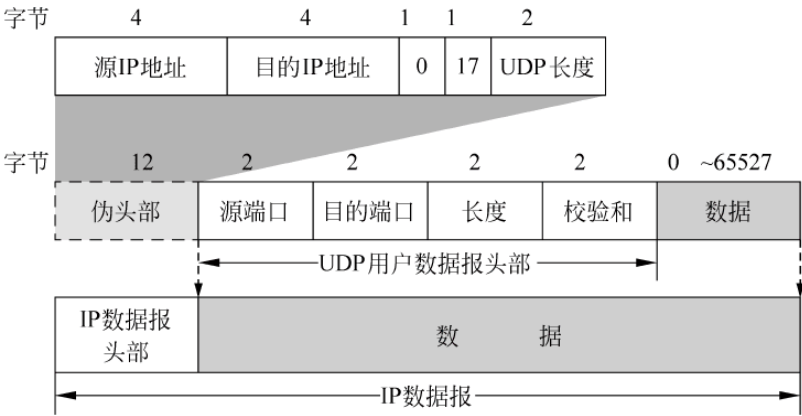 字节 4 4 1 1 2
源IP地址 目的IP地址 0 17 UDP长度
字节 12 2 2 2 2 0 ~65527
伪头部 源端口 目的端口 长度 校验和 数据
UDP用户数据报头部
IP数据报
头部
数 据
IP数据报